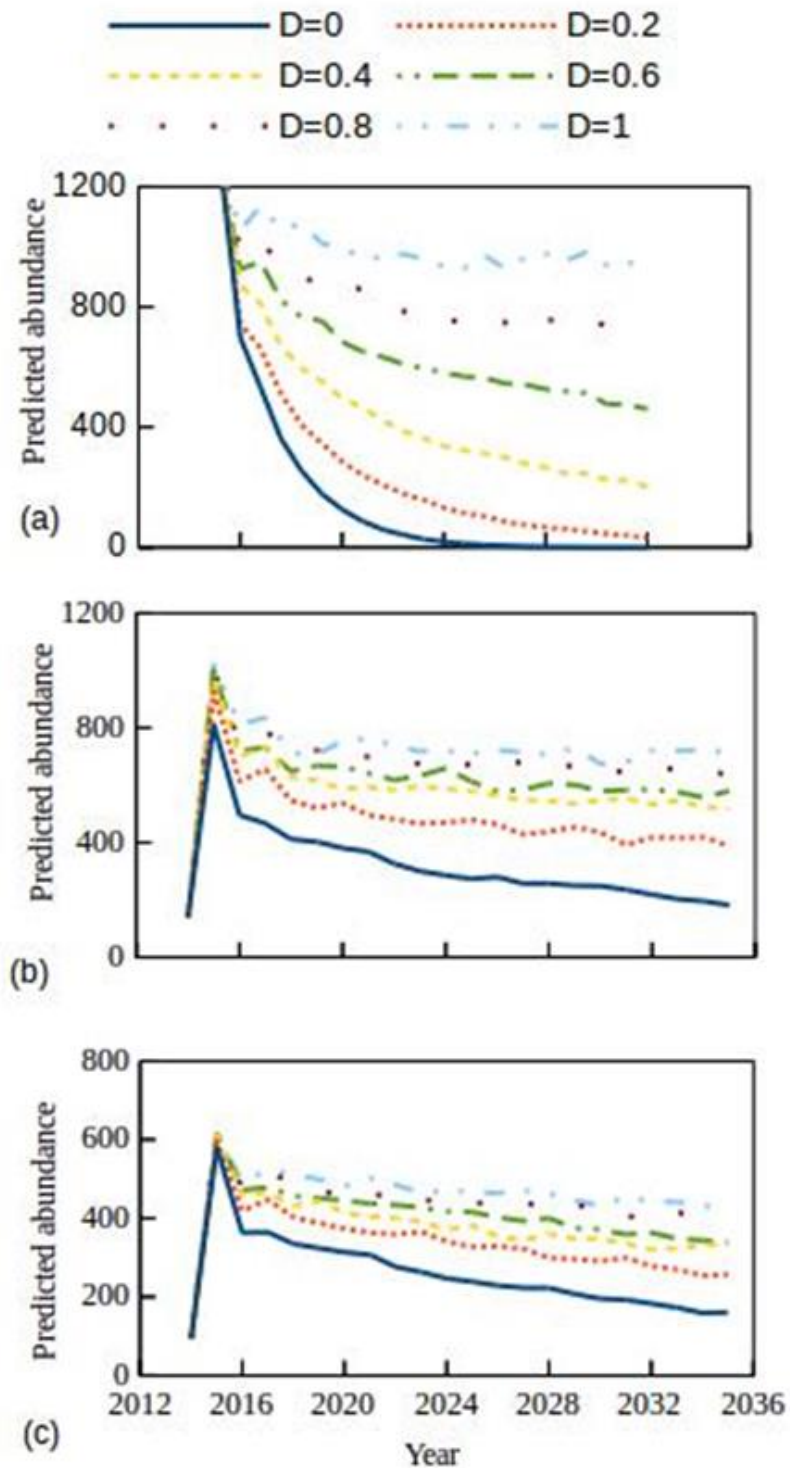 D=0 D=0.2
D=0.4 D=0.6
D=0.8 D=1
1200
800
400
0
Predicted abundance
(a)
1200
800
400
0
Predicted abundance
(b)
800
600
400
200
0
Predicted abundance
2012 2016 2020 2024 2028 2032 2036
(c)
Year